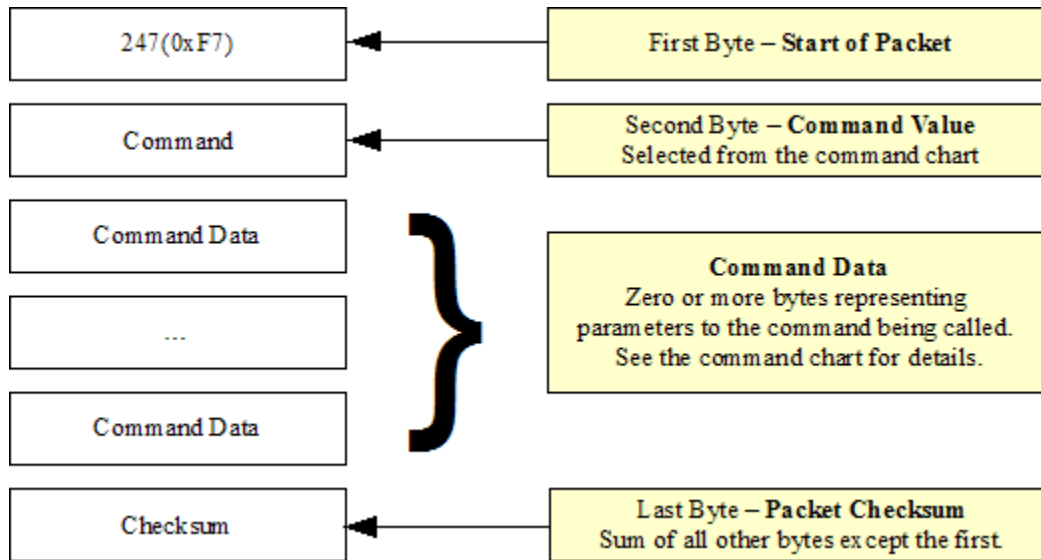 247(0xF7)
First Byte – Start of Packet
Command
Second Byte – Command Value
Selected from the command chart
Command Data
...
Command Data
Command Data
Zero or more bytes representing
parameters to the command being called.
See the command chart for details.
Checksum
Last Byte – Packet Checksum
Sum of all other bytes except the first.